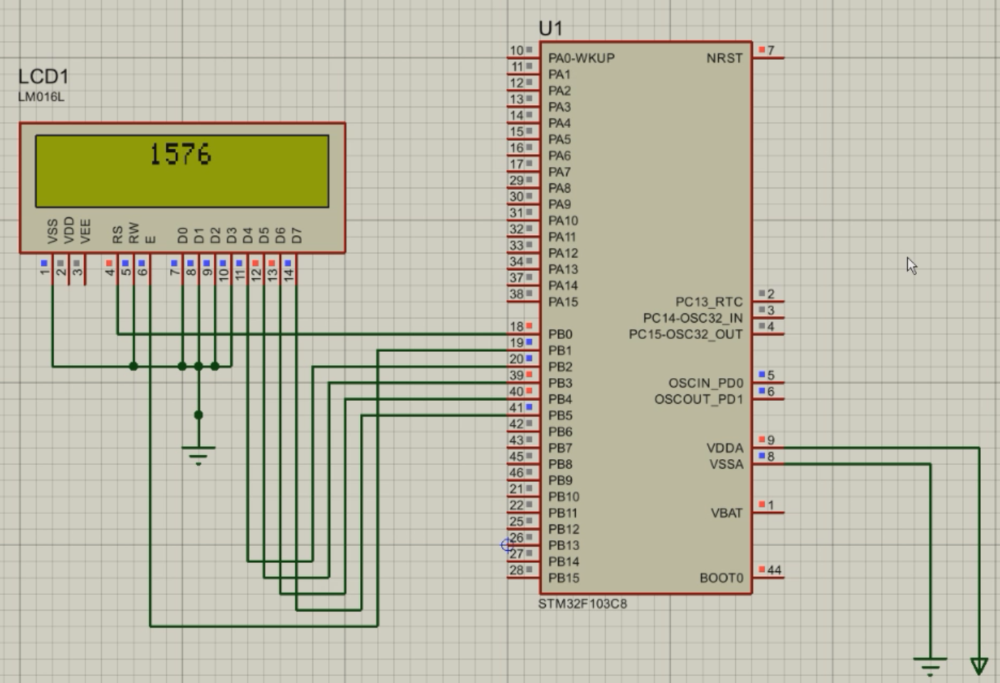 LCD1
LM016L
1576
VSS VDD VEE RS RW E D0 D1 D2 D3 D4 D5 D6 D7
1 2 3 4 5 6 7 8 9 10 11 12 13 14
U1
10 PA0-WKUP NRST 7
11 PA1
12 PA2
13 PA3
14 PA4
15 PA5
16 PA6
17 PA7
29 PA8
30 PA9
31 PA10
32 PA11
33 PA12
34 PA13
37 PA14
38 PA15 PC13_RTC 2
PC14-OSC32_IN 3
18 PB0 PC15-OSC32_OUT 4
19 PB1
20 PB2
39 PB3 OSCIN_PD0 5
40 PB4 OSCOUT_PD1 6
41 PB5
42 PB6
43 PB7 VDDA 9
45 PB8 VSSA 8
46 PB9
21 PB10
22 PB11 VBAT 1
25 PB12
26 PB13
27 PB14
28 PB15 BOOT0 44
STM32F103C8